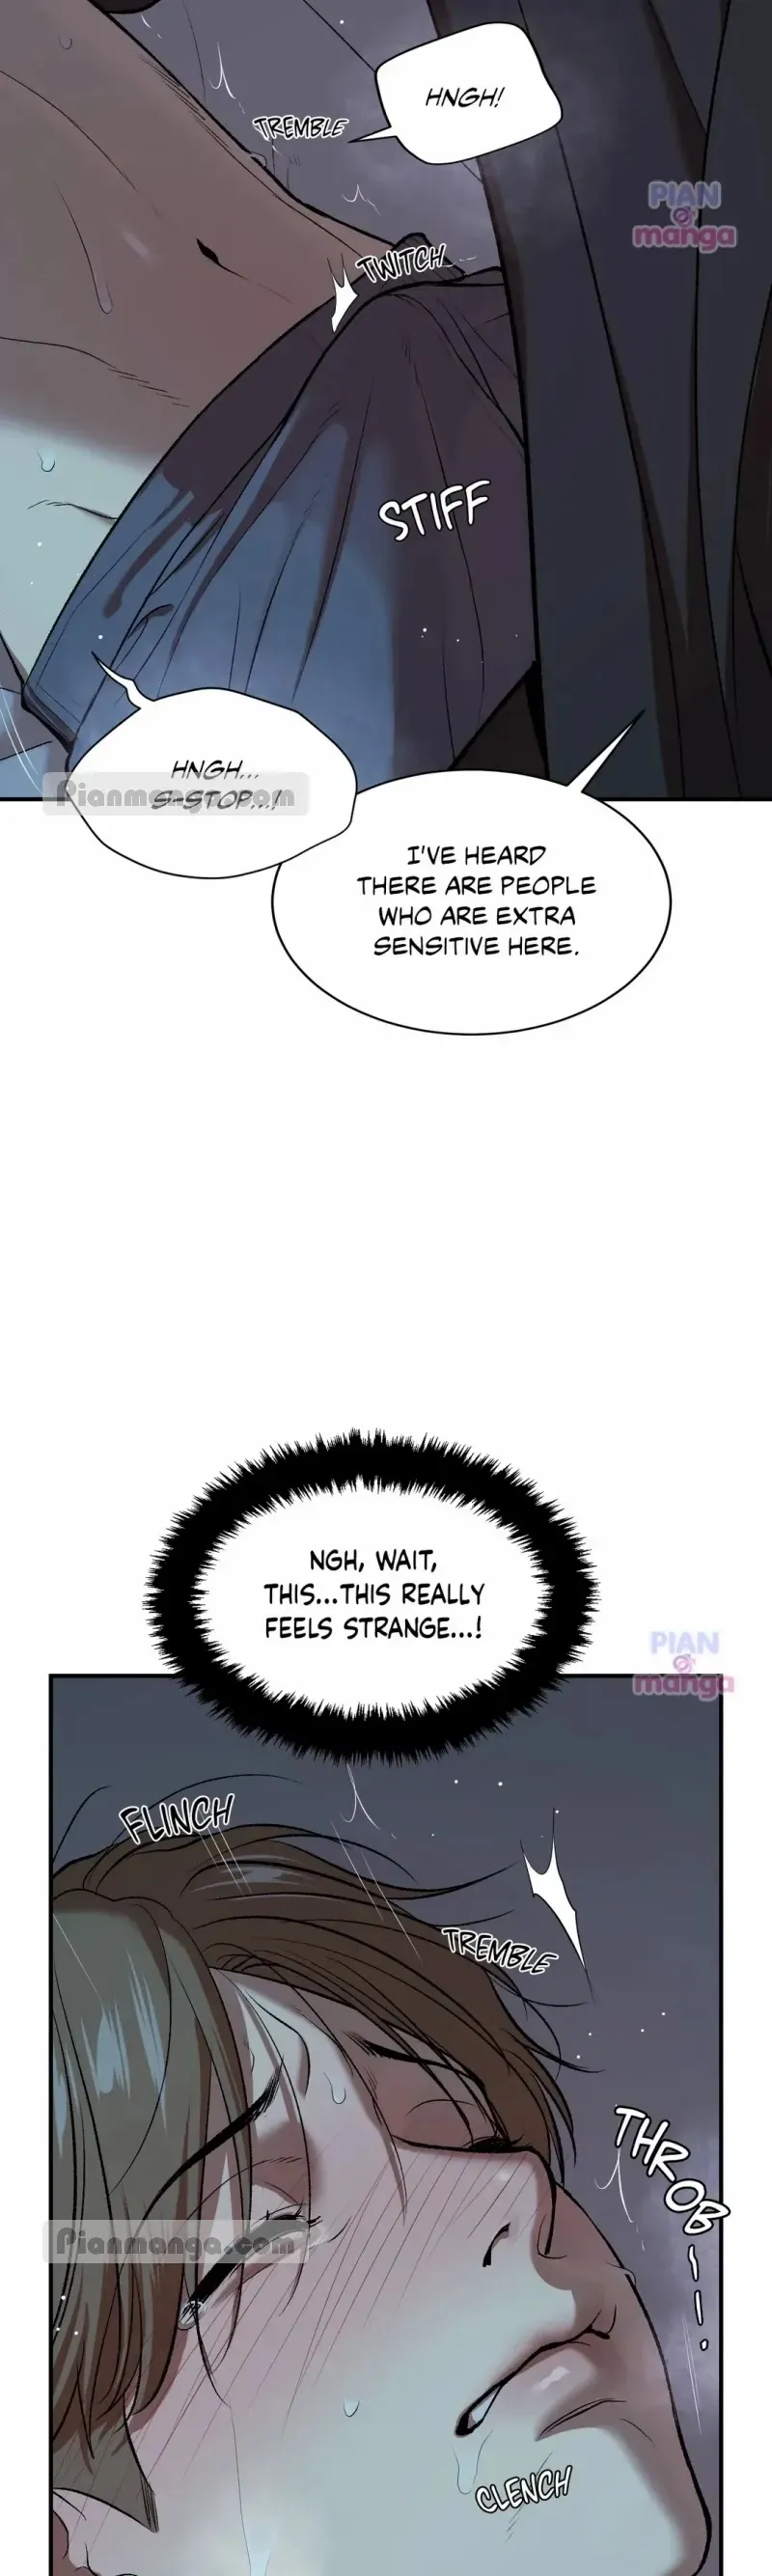 HNGH!
TREMBLE
PIAN
manga
TWITCH
STIFF
HNGH...
S-STOP...!
Pianmanga.com
I'VE HEARD
THERE ARE PEOPLE
WHO ARE EXTRA
SENSITIVE HERE.
NGH, WAIT,
THIS...THIS REALLY
FEELS STRANGE...!
PIAN
manga
FLINCH
TREMBLE
THROB
Pianmanga.com
CLENCH